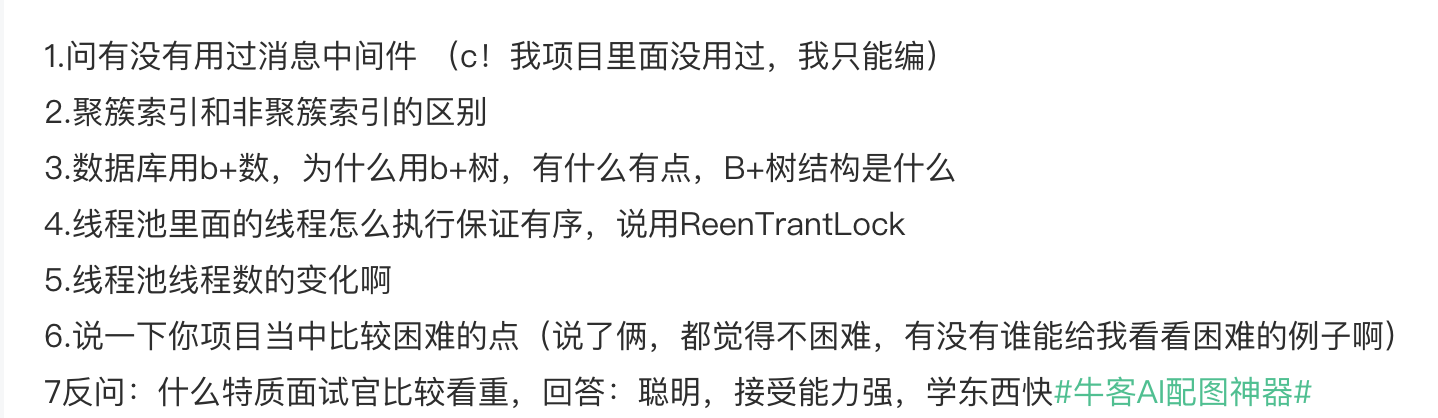 1.问有没有用过消息中间件 （c！我项目里面没用过，我只能编）
2.聚簇索引和非聚簇索引的区别
3.数据库用b+数，为什么用b+树，有什么有点，B+树结构是什么
4.线程池里面的线程怎么执行保证有序，说用ReenTrantLock
5.线程池线程数的变化啊
6.说一下你项目当中比较困难的点（说了俩，都觉得不困难，有没有谁能给我看看困难的例子啊）
7反问：什么特质面试官比较看重，回答：聪明，接受能力强，学东西快#牛客AI配图神器#